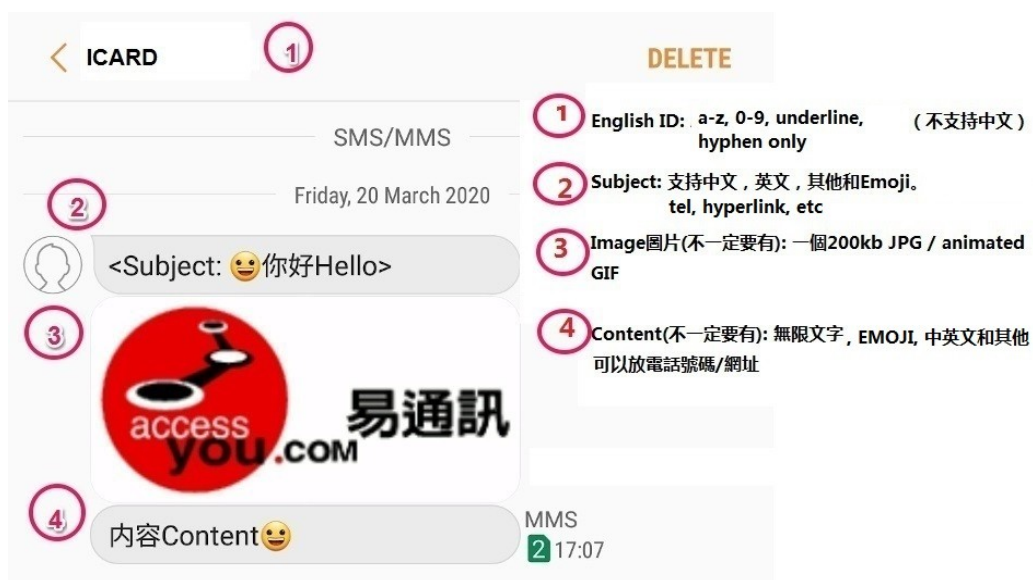 ICARD
1
DELETE
SMS/MMS
Friday, 20 March 2020
2
<Subject: 😀你好Hello>
3
access
you.COM 易通訊
4
内容Content😀
MMS
2 17:07
1 English ID: a-z, 0-9, underline, (不支持中文)
hyphen only
2 Subject: 支持中文,英文,其他和Emoji。
tel, hyperlink, etc
3 Image圖片(不一定要有): 一個200kb JPG / animated
GIF
4 Content(不一定要有): 無限文字, EMOJI, 中英文和其他
可以放電話號碼/網址